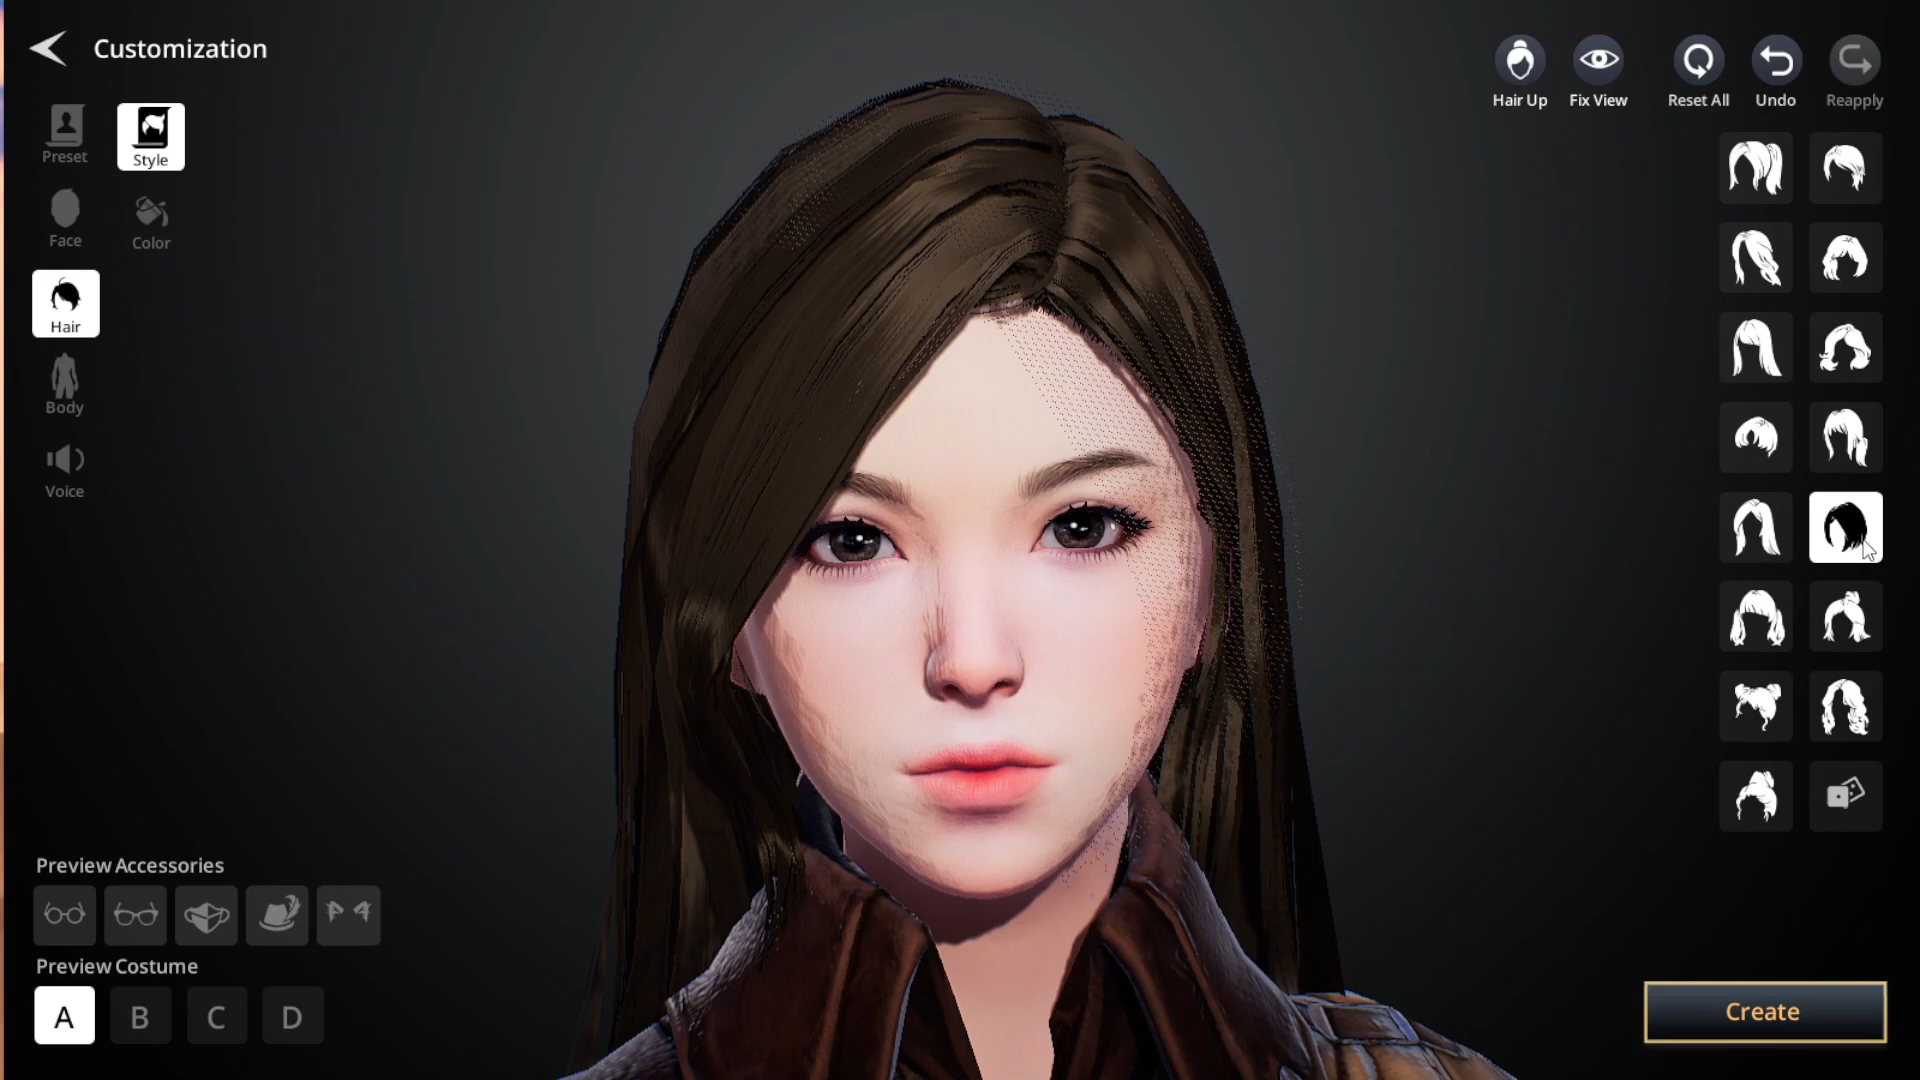 Customization
Hair Up
Fix View
Reset All
Undo
Reapply
Preset
Style
Face
Color
Hair
Body
Voice
Preview Accessories
Preview Costume
A
B
C
D
Create